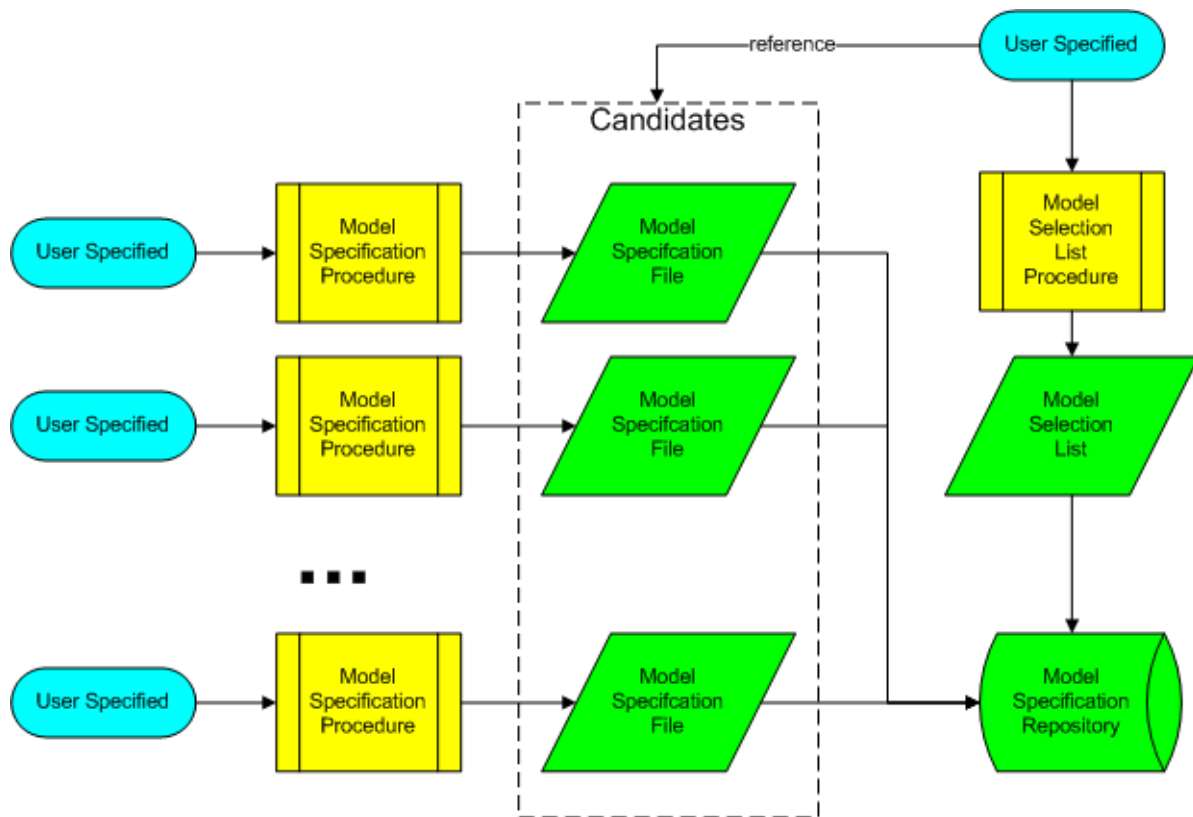 reference
User Specified
Candidates
User Specified
Model
Specification
Procedure
Model
Specifcation
File
Model
Selection
List
Procedure
User Specified
Model
Specification
Procedure
Model
Specifcation
File
Model
Selection
List
...
User Specified
Model
Specification
Procedure
Model
Specifcation
File
Model
Specification
Repository